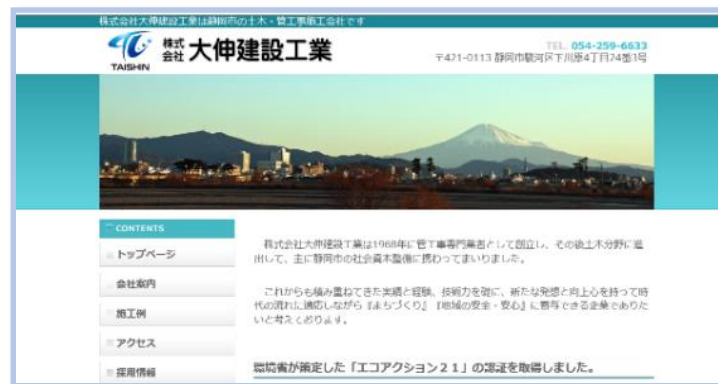 株式会社大伸建設工業は静岡市の土木・管工事施工会社です
TAISHIN
株式会社 大伸建設工業
TEL. 054-259-6633
〒421-0113 静岡市駿河区下川原4丁目24番3号
CONTENTS
トップページ
会社案内
施工例
アクセス
採用情報
株式会社大伸建設工業は1968年に管工事専門業者として創立し、その後土木分野に進
出して、主に静岡市の社会資本整備に携わってまいりました。
これからも積み重ねてきた実績と経験、技術力を礎に、新たな発想と向上心を持って時
代の流れに適応しながら『まちづくり』『地域の安全・安心』に寄与できる企業でありた
いと考えております。
環境省が策定した「エコアクション２１」の認証を取得しました。